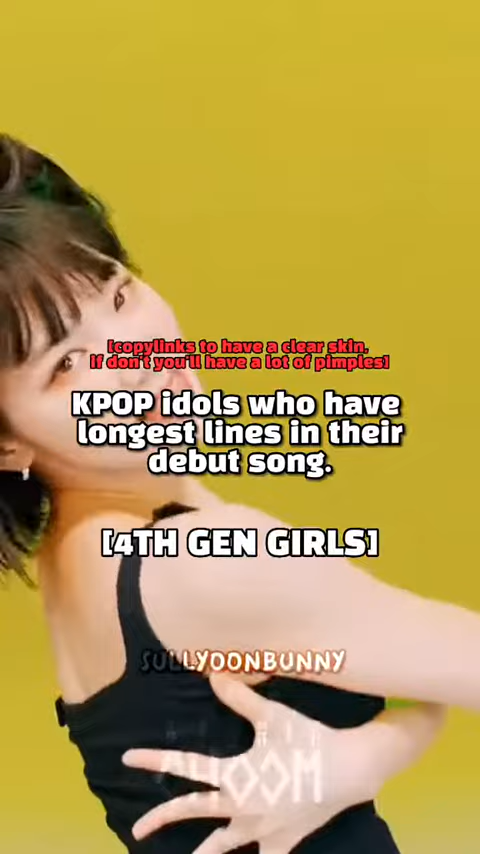 [copylinks to have a clear skin,
If don't you'll have a lot of pimples]
KPOP idols who have
longest lines in their
debut song.
[4TH GEN GIRLS]
SULLYOONBUNNY